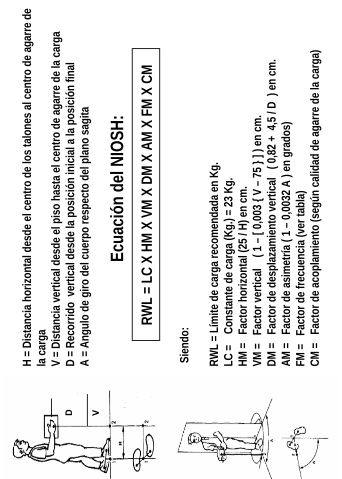 H = Distancia horizontal desde el centro de los talones al centro de agarre de
la carga
V = Distancia vertical desde el piso hasta el centro de agarre de la carga
D = Recorrido vertical desde la posición inicial a la posición final
A = Angulo de giro del cuerpo respecto del plano sagita
Ecuación del NIOSH:
RWL = LC X HM X VM X DM X AM X FM X CM
Siendo:
RWL = Límite de carga recomendada en Kg.
LC = Constante de carga (Kg.) = 23 Kg.
HM = Factor horizontal (25 / H) en cm.
VM = Factor vertical ( 1 – [ 0,003 { V – 75 } ] ) en cm.
DM = Factor de desplazamiento vertical ( 0,82 + 4,5 / D ) en cm.
AM = Factor de asimetría ( 1 – 0,0032 A ) en grados)
FM = Factor de frecuencia (ver tabla)
CM = Factor de acoplamiento (según calidad de agarre de la carga)
D
V
H